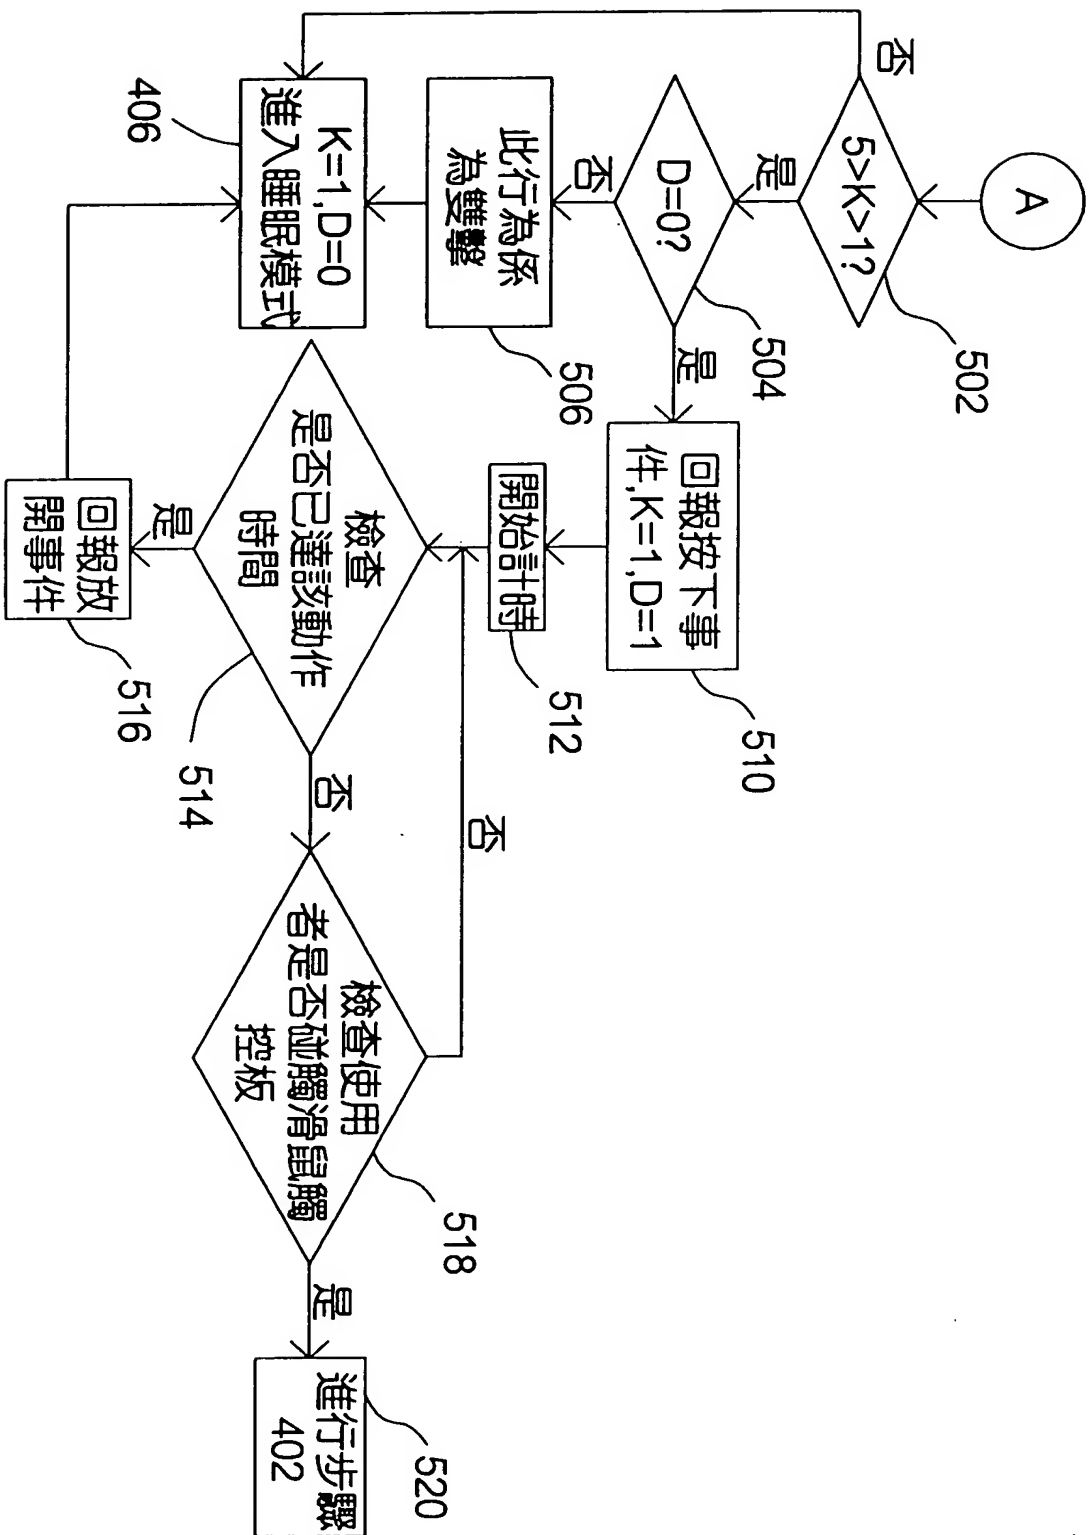 A
5>K>1?
502
否
是
D=0?
504
是
否
回報按下事
件,K=1,D=1
510
此行為係
為雙擊
506
開始計時
512
K=1,D=0
進入睡眠模式
406
檢查
是否已達該動作
時間
514
否
是
否
檢查使用
者是否碰觸滑鼠觸
控板
518
是
回報放
開事件
516
進行步驟
402
520